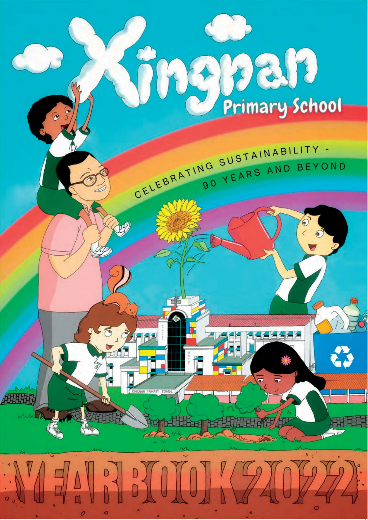 Xingnan
Primary School
CELEBRATING SUSTAINABILITY -
90 YEARS AND BEYOND
YEARBOOK 2022